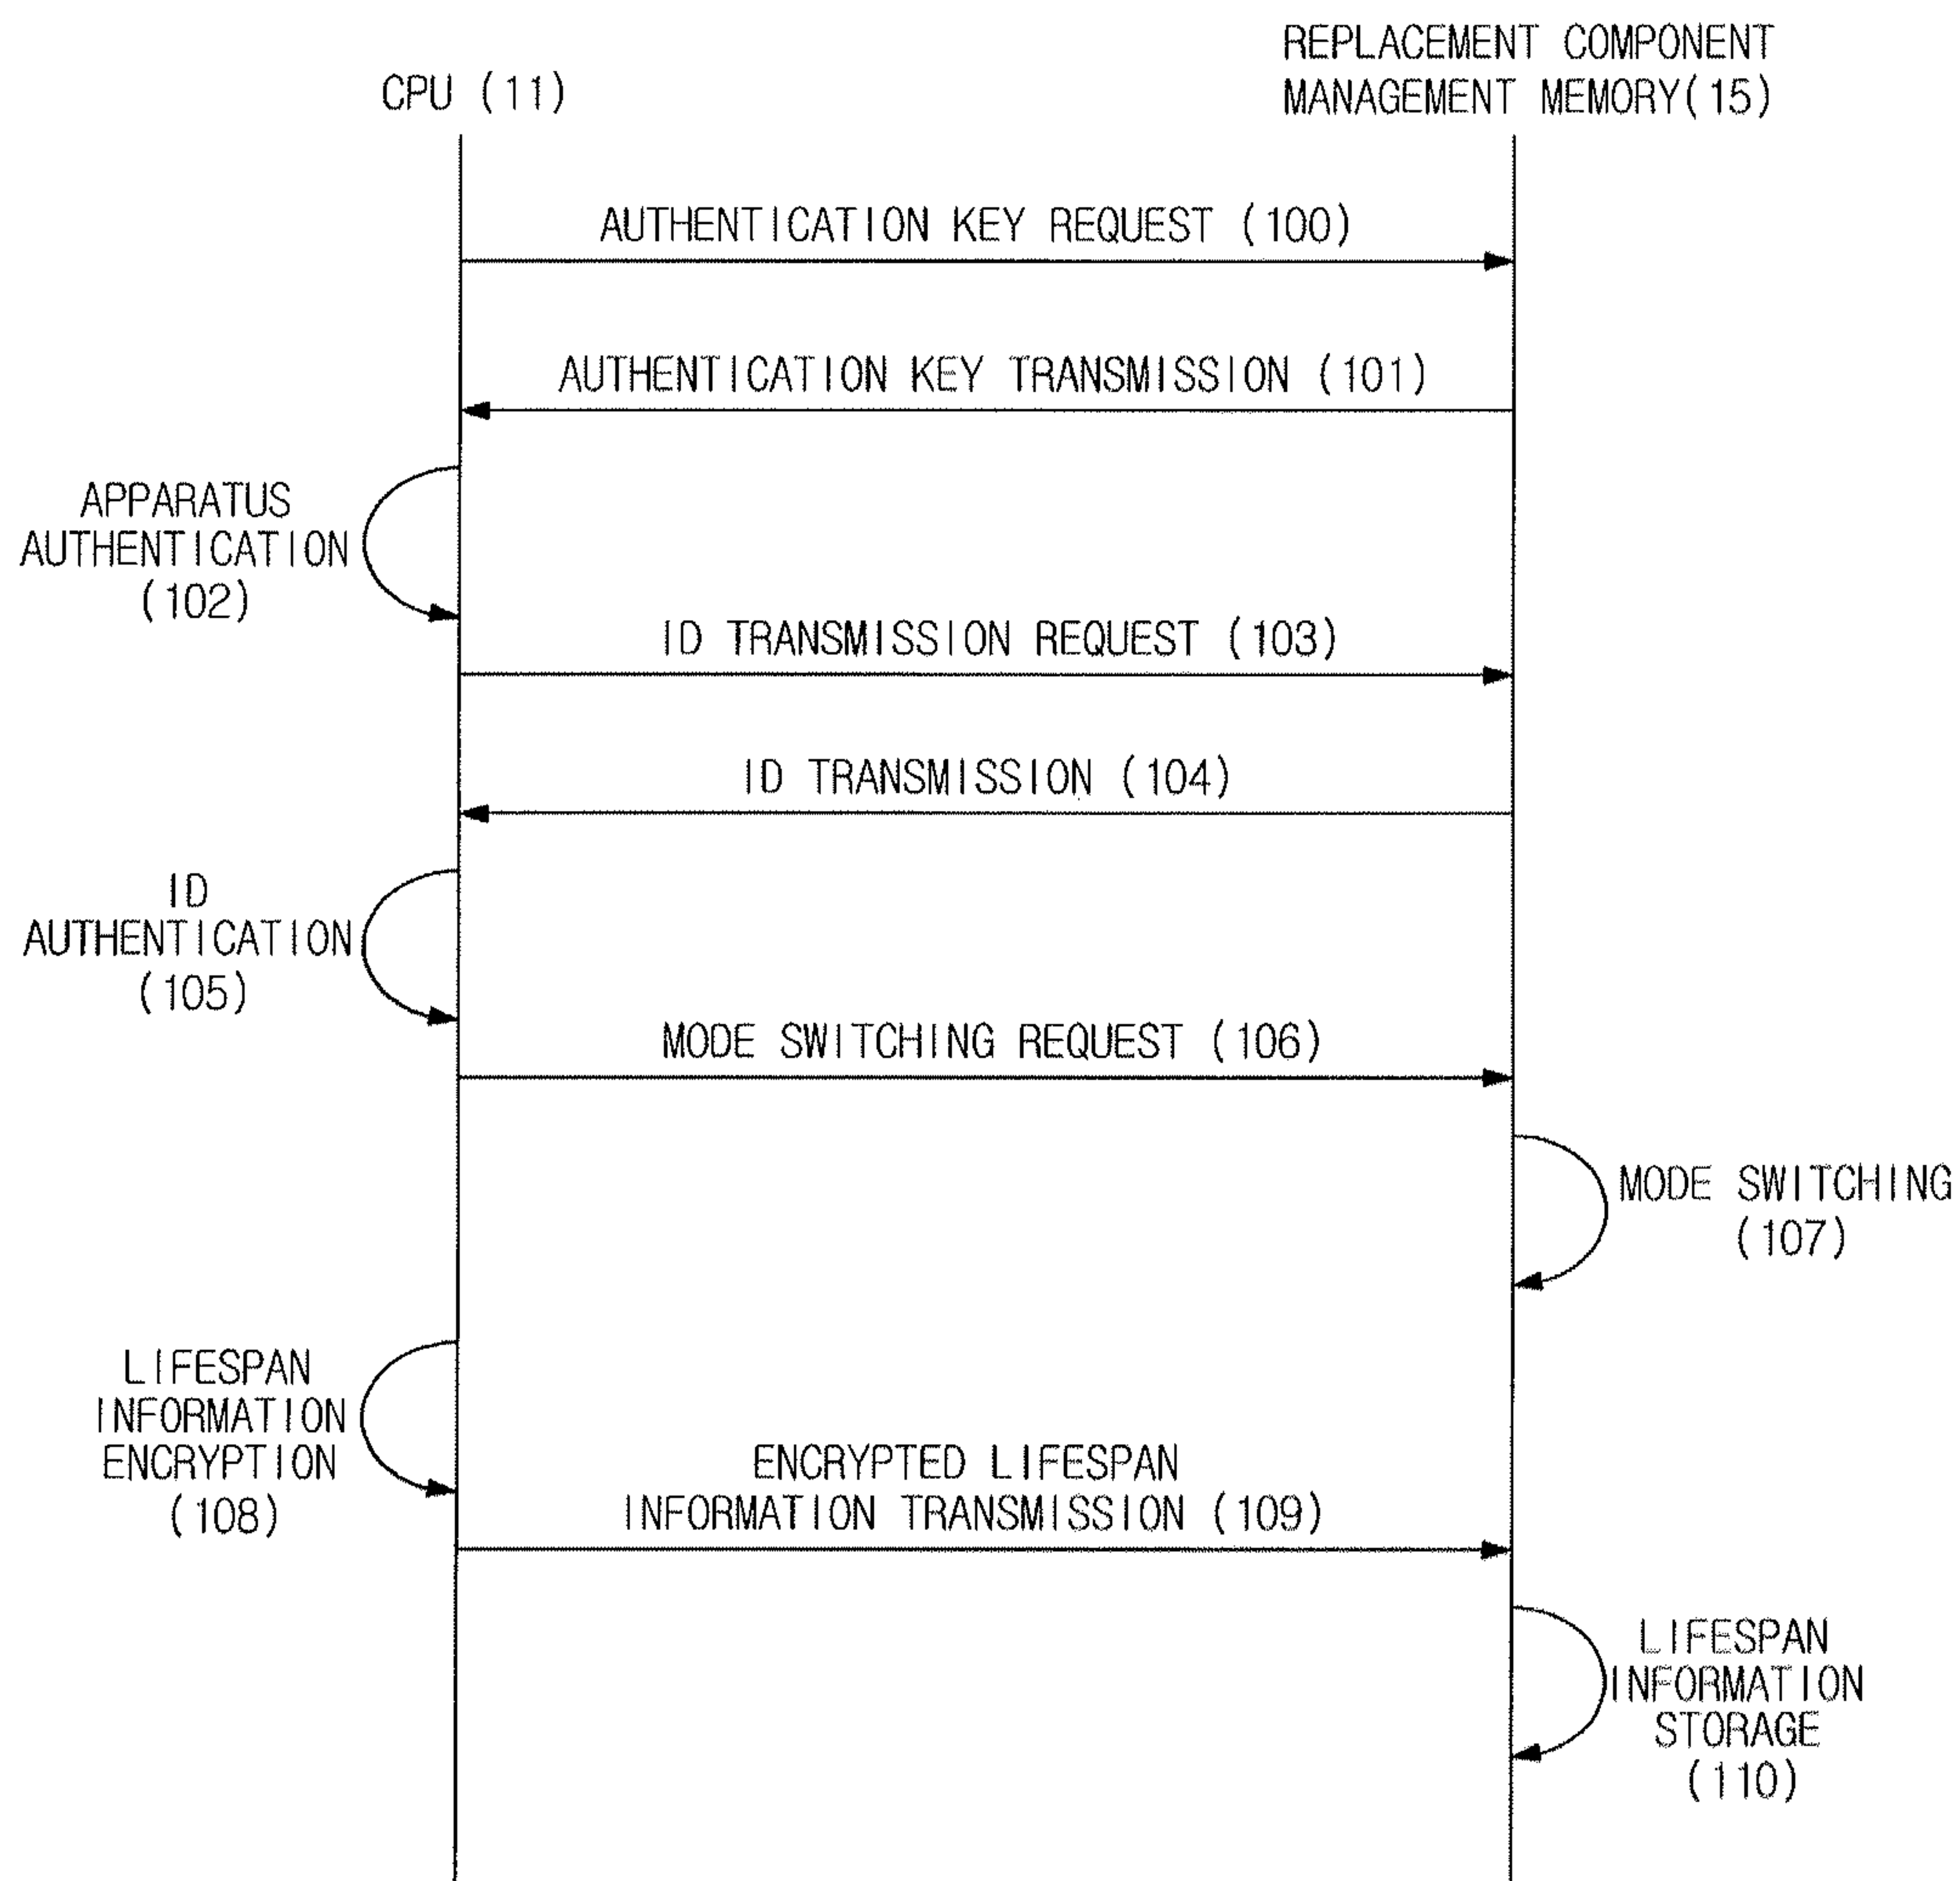 CPU (11)
REPLACEMENT COMPONENT
MANAGEMENT MEMORY(15)
AUTHENTICATION KEY REQUEST (100)
AUTHENTICATION KEY TRANSMISSION (101)
APPARATUS
AUTHENTICATION
(102)
ID TRANSMISSION REQUEST (103)
ID TRANSMISSION (104)
ID
AUTHENTICATION
(105)
MODE SWITCHING REQUEST (106)
MODE SWITCHING
(107)
LIFESPAN
INFORMATION
ENCRYPTION
(108)
ENCRYPTED LIFESPAN
INFORMATION TRANSMISSION (109)
LIFESPAN
INFORMATION
STORAGE
(110)